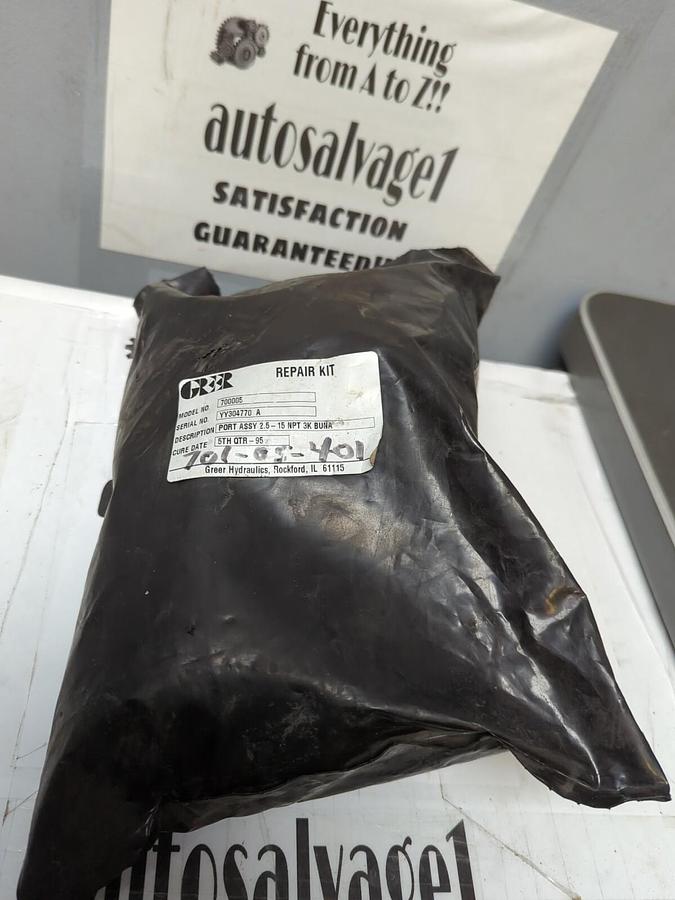 Everything
from A to Z!!
autosalvage1
SATISFACTION
GUARANTEED!!
GREER REPAIR KIT
MODEL NO. 700005
SERIAL NO. YY304770 A
DESCRIPTION PORT ASSY 2.5-15 NPT 3K BUNA
CURE DATE 5TH QTR-95
701-05-401
Greer Hydraulics, Rockford, IL 61115
autosalvage1